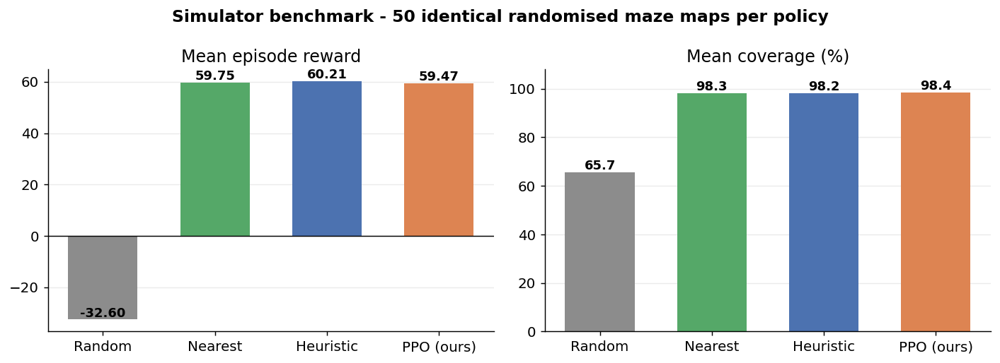 Simulator benchmark - 50 identical randomised maze maps per policy
Mean episode reward
60
40
20
0
−20
59.75
60.21
59.47
-32.60
Random
Nearest
Heuristic
PPO (ours)
Mean coverage (%)
100
80
60
40
20
0
65.7
98.3
98.2
98.4
Random
Nearest
Heuristic
PPO (ours)